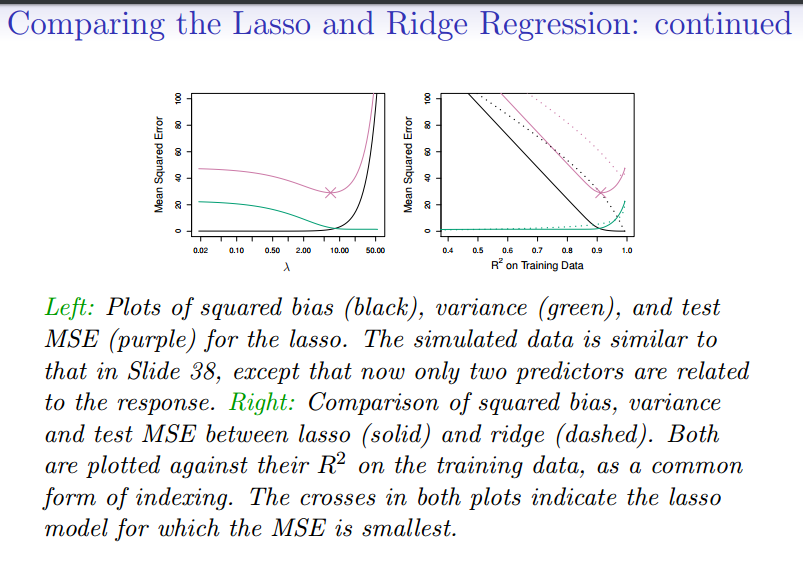 Comparing the Lasso and Ridge Regression: continued
Mean Squared Error
0 20 40 60 80 100
0.02 0.10 0.50 2.00 10.00 50.00
λ
Mean Squared Error
0 20 40 60 80 100
0.4 0.5 0.6 0.7 0.8 0.9 1.0
R² on Training Data
Left: Plots of squared bias (black), variance (green), and test
MSE (purple) for the lasso. The simulated data is similar to
that in Slide 38, except that now only two predictors are related
to the response. Right: Comparison of squared bias, variance
and test MSE between lasso (solid) and ridge (dashed). Both
are plotted against their R² on the training data, as a common
form of indexing. The crosses in both plots indicate the lasso
model for which the MSE is smallest.